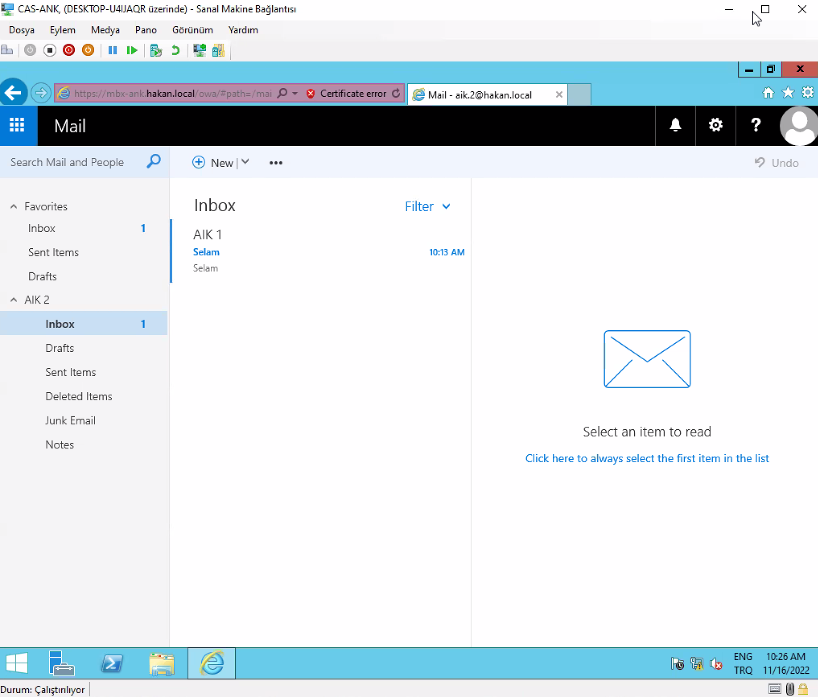 CAS-ANK, (DESKTOP-U4IJAQR üzerinde) - Sanal Makine Bağlantısı
Dosya Eylem Medya Pano Görünüm Yardım
https://mbx-ank.hakan.local/owa/#path=/mai Certificate error Mail - aik.2@hakan.local
Mail
Search Mail and People
New
Undo
Favorites
Inbox 1
Sent Items
Drafts
AIK 2
Inbox 1
Drafts
Sent Items
Deleted Items
Junk Email
Notes
Inbox Filter
AIK 1
Selam 10:13 AM
Selam
Select an item to read
Click here to always select the first item in the list
ENG 10:26 AM
TRQ 11/16/2022
Durum: Çalıştırılıyor